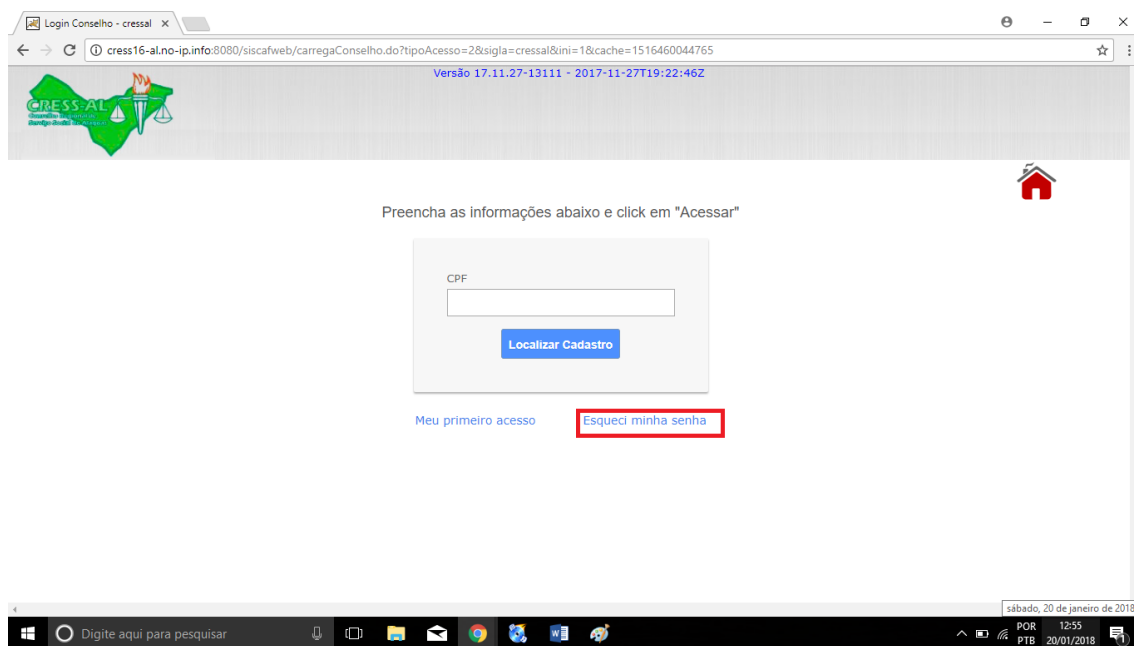 Login Conselho - cressal
cress16-al.no-ip.info:8080/siscafweb/carregaConselho.do?tipoAcesso=2&sigla=cressal&ini=1&cache=1516460044765
Versão 17.11.27-13111 - 2017-11-27T19:22:46Z
CRESS-AL
Preencha as informações abaixo e click em "Acessar"
CPF
Localizar Cadastro
Meu primeiro acesso
Esqueci minha senha
sábado, 20 de janeiro de 2018
Digite aqui para pesquisar
POR
PTB
12:55
20/01/2018